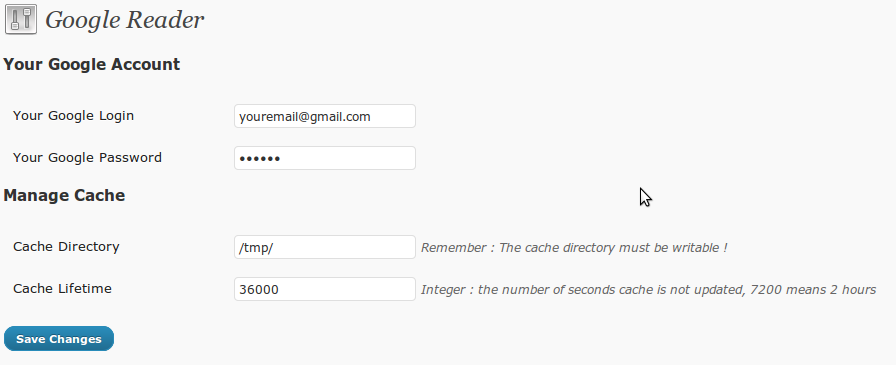 Google Reader
Your Google Account
Your Google Login youremail@gmail.com
Your Google Password ••••••
Manage Cache
Cache Directory /tmp/ Remember : The cache directory must be writable !
Cache Lifetime 36000 Integer : the number of seconds cache is not updated, 7200 means 2 hours
Save Changes